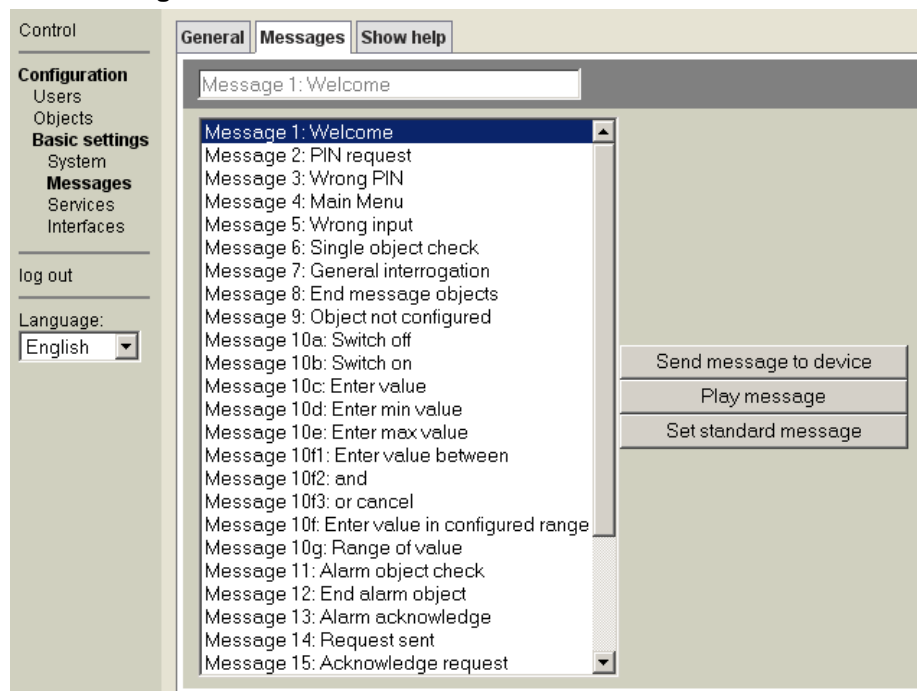 Control
Configuration
Users
Objects
Basic settings
System
Messages
Services
Interfaces
log out
Language:
English
General Messages Show help
Message 1: Welcome
Message 1: Welcome
Message 2: PIN request
Message 3: Wrong PIN
Message 4: Main Menu
Message 5: Wrong input
Message 6: Single object check
Message 7: General interrogation
Message 8: End message objects
Message 9: Object not configured
Message 10a: Switch off
Message 10b: Switch on
Message 10c: Enter value
Message 10d: Enter min value
Message 10e: Enter max value
Message 10f1: Enter value between
Message 10f2: and
Message 10f3: or cancel
Message 10f: Enter value in configured range
Message 10g: Range of value
Message 11: Alarm object check
Message 12: End alarm object
Message 13: Alarm acknowledge
Message 14: Request sent
Message 15: Acknowledge request
Send message to device
Play message
Set standard message